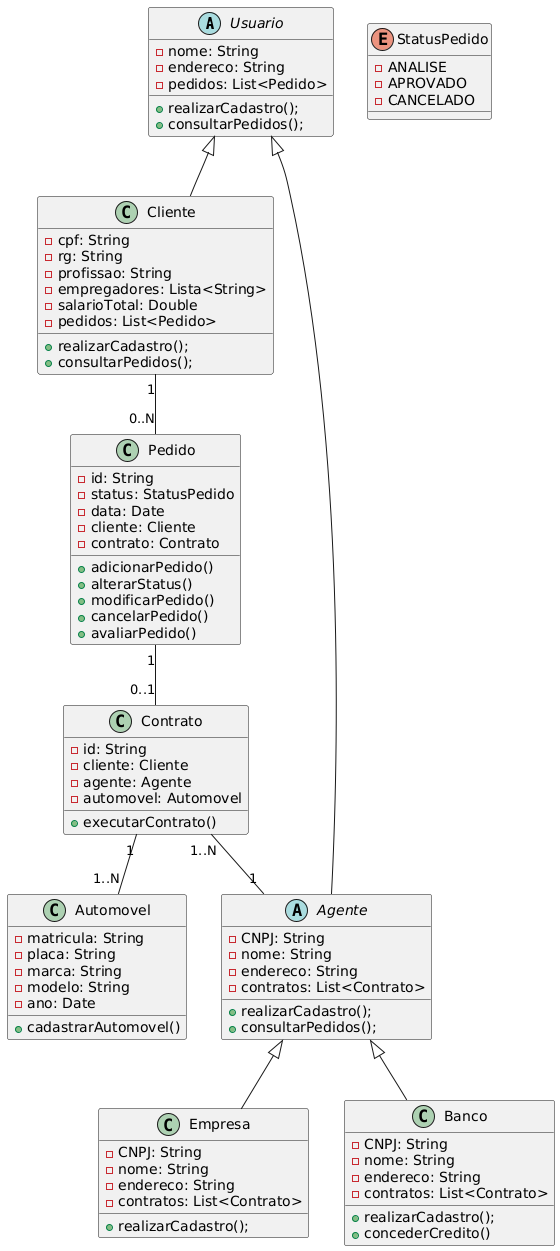 A Usuario
nome: String
endereco: String
pedidos: List<Pedido>
realizarCadastro();
consultarPedidos();
E StatusPedido
ANALISE
APROVADO
CANCELADO
C Cliente
cpf: String
rg: String
profissao: String
empregadores: Lista<String>
salarioTotal: Double
pedidos: List<Pedido>
realizarCadastro();
consultarPedidos();
1
0..N
C Pedido
id: String
status: StatusPedido
data: Date
cliente: Cliente
contrato: Contrato
adicionarPedido()
alterarStatus()
modificarPedido()
cancelarPedido()
avaliarPedido()
1
0..1
C Contrato
id: String
cliente: Cliente
agente: Agente
automovel: Automovel
executarContrato()
1
1..N
1..N
1
C Automovel
matricula: String
placa: String
marca: String
modelo: String
ano: Date
cadastrarAutomovel()
A Agente
CNPJ: String
nome: String
endereco: String
contratos: List<Contrato>
realizarCadastro();
consultarPedidos();
C Empresa
CNPJ: String
nome: String
endereco: String
contratos: List<Contrato>
realizarCadastro();
C Banco
CNPJ: String
nome: String
endereco: String
contratos: List<Contrato>
realizarCadastro();
concederCredito()